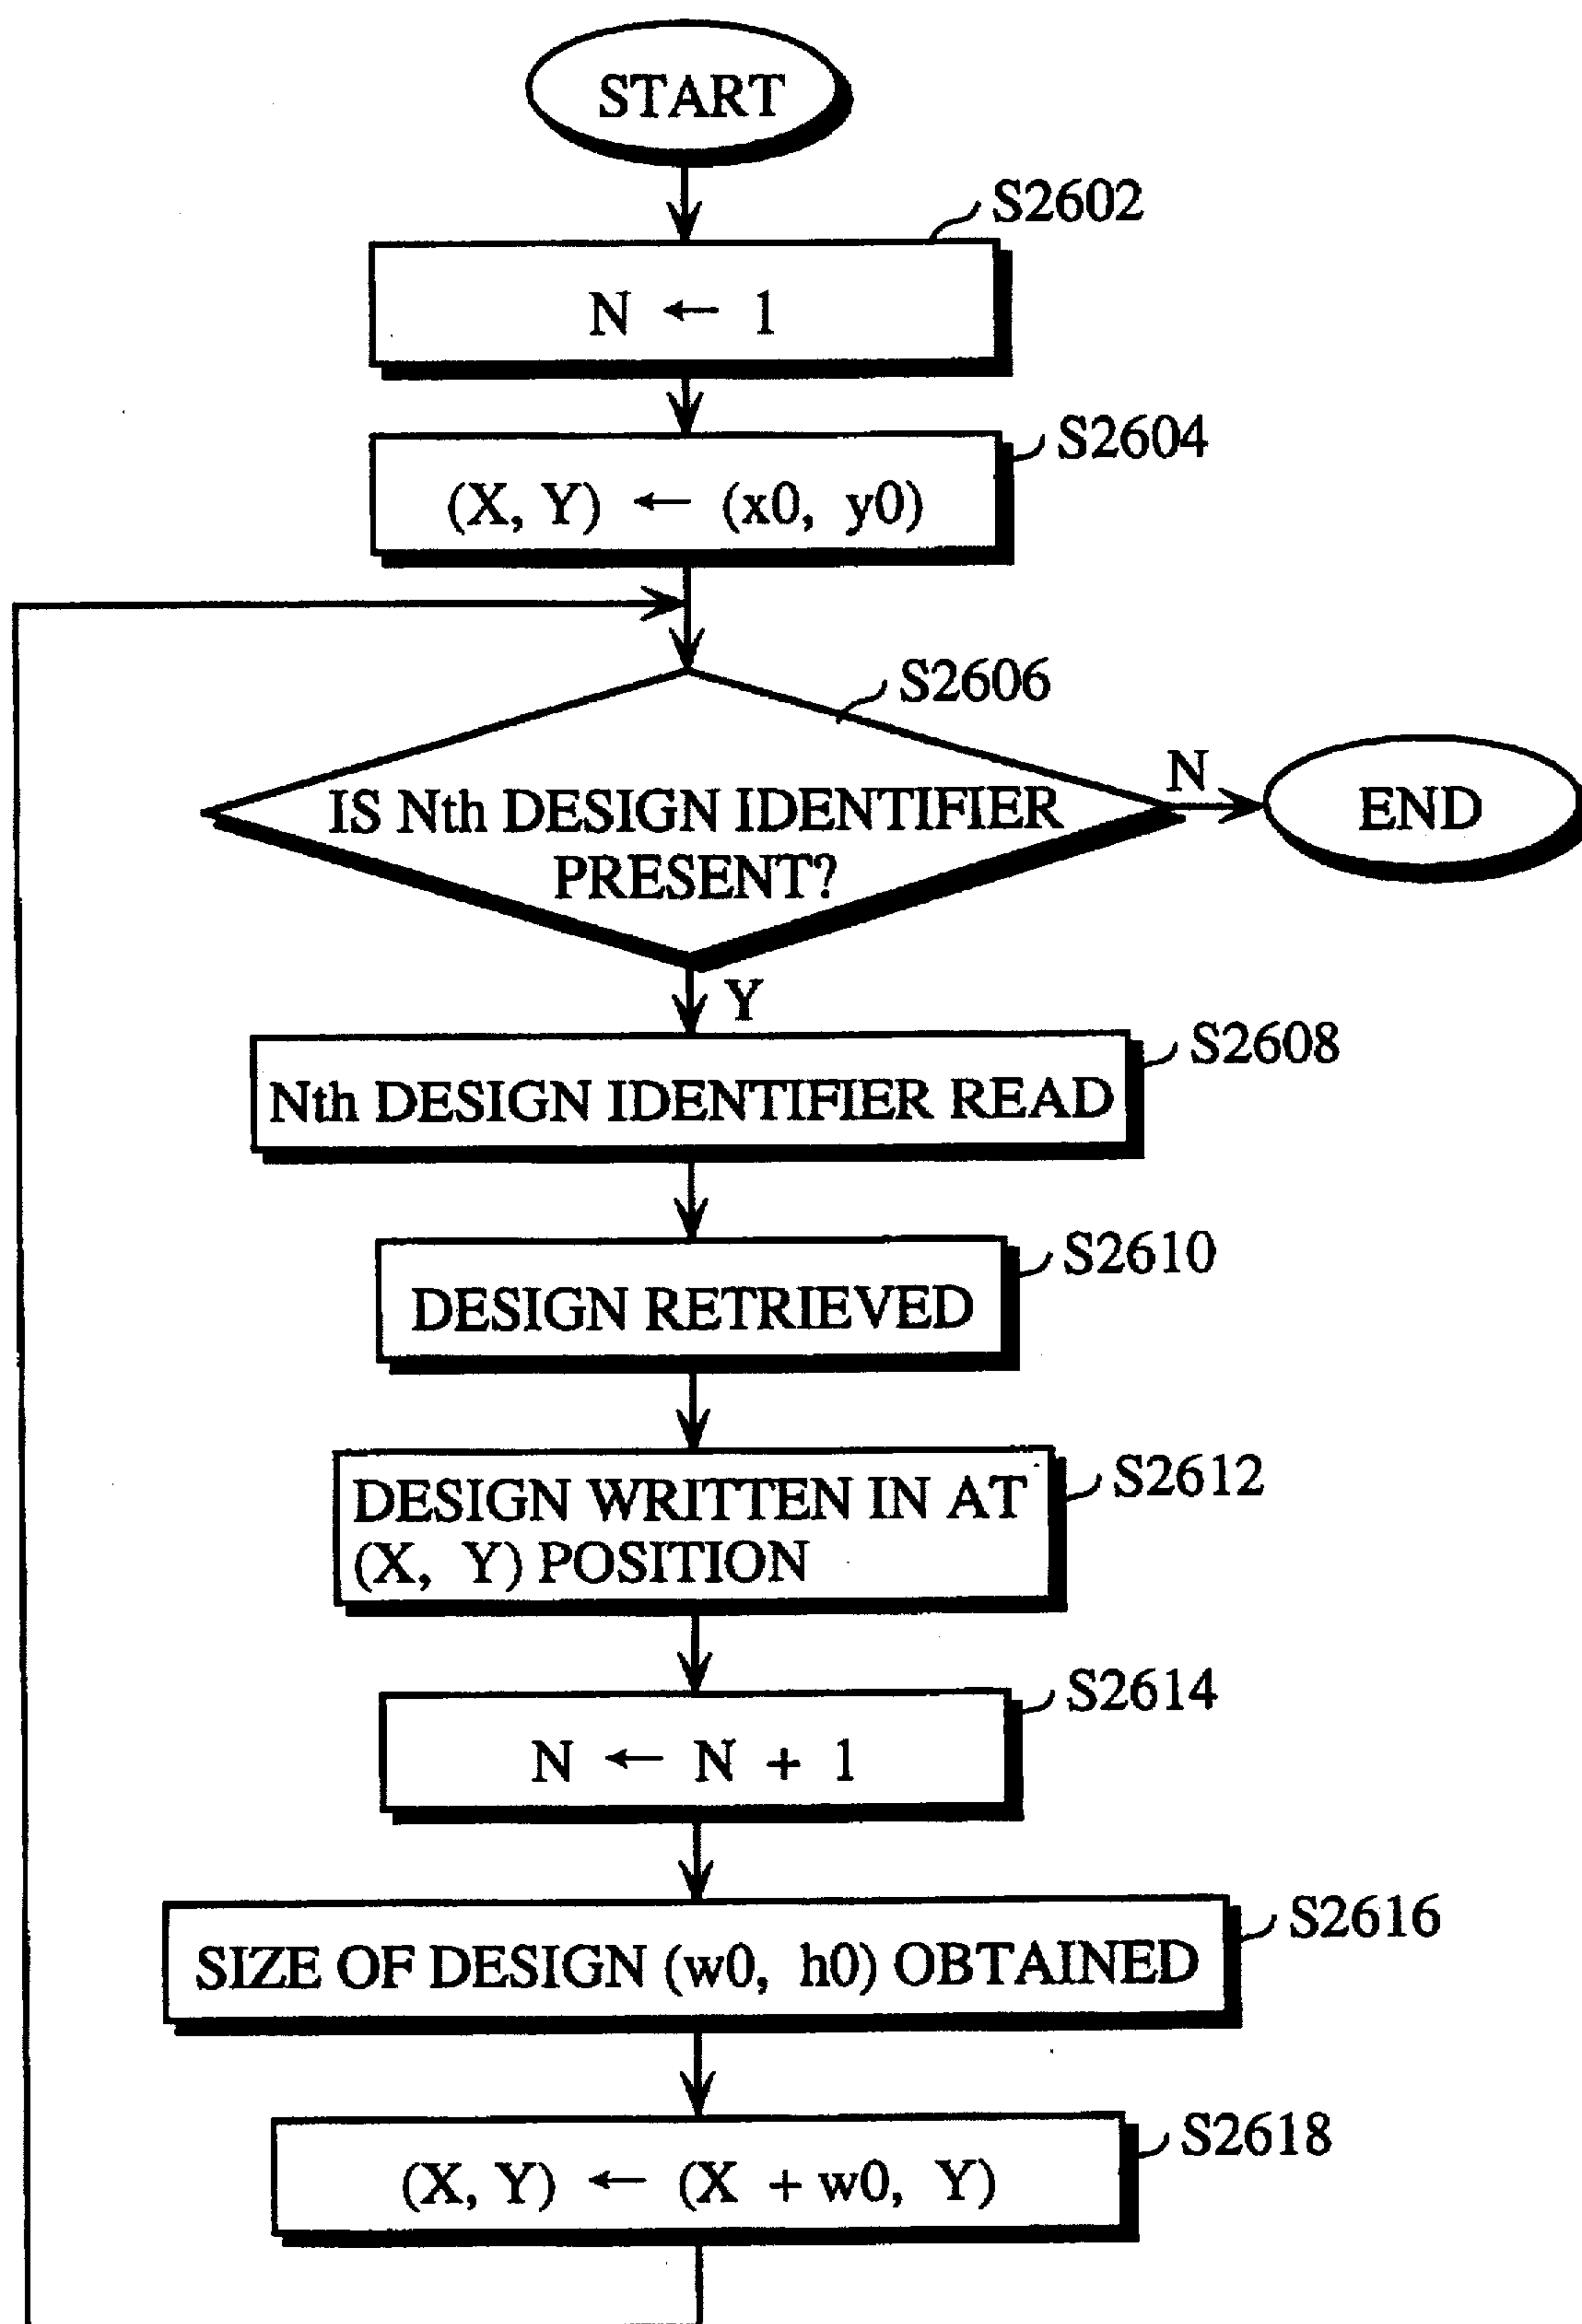 START
S2602
N ← 1
S2604
(X, Y) ← (x0, y0)
S2606
IS Nth DESIGN IDENTIFIER
PRESENT?
N
END
Y
S2608
Nth DESIGN IDENTIFIER READ
S2610
DESIGN RETRIEVED
S2612
DESIGN WRITTEN IN AT
(X, Y) POSITION
S2614
N ← N + 1
S2616
SIZE OF DESIGN (w0, h0) OBTAINED
S2618
(X, Y) ← (X + w0, Y)